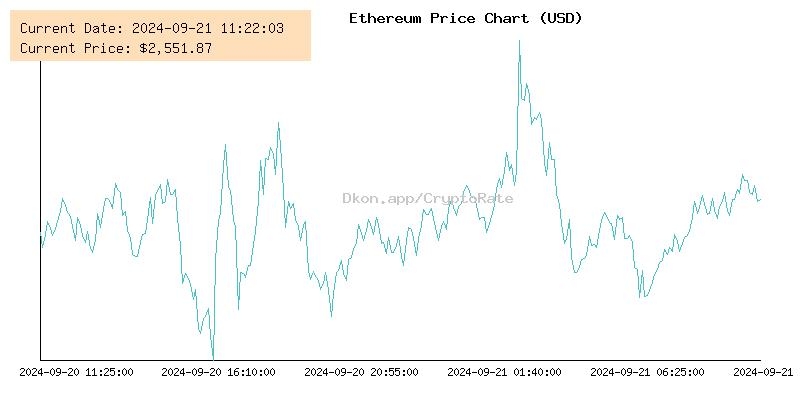 Ethereum Price Chart (USD)
Current Date: 2024-09-21 11:22:03
Current Price: $2,551.87
Dkon.app/CryptoRate
2024-09-20 11:25:00 2024-09-20 16:10:00 2024-09-20 20:55:00 2024-09-21 01:40:00 2024-09-21 06:25:00 2024-09-21